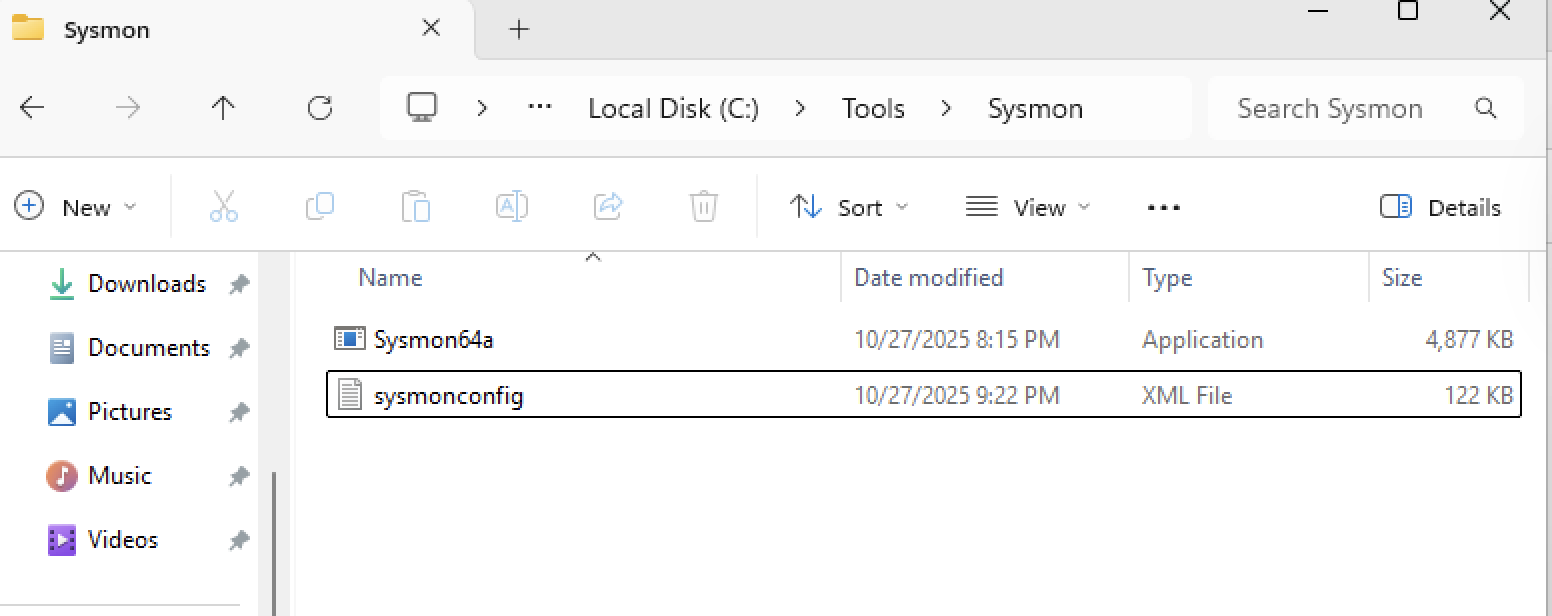 Sysmon
... Local Disk (C:) Tools Sysmon Search Sysmon
New Sort View ... Details
Downloads
Documents
Pictures
Music
Videos
Name Date modified Type Size
Sysmon64a 10/27/2025 8:15 PM Application 4,877 KB
sysmonconfig 10/27/2025 9:22 PM XML File 122 KB